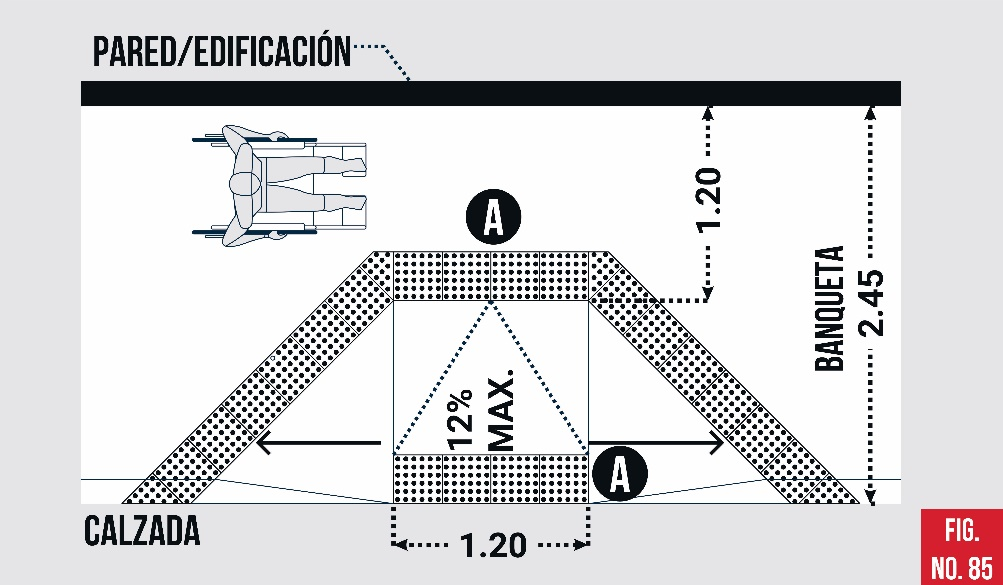 PARED/EDIFICACIÓN
A
1.20
BANQUETA
2.45
12%
MAX.
A
CALZADA
1.20
FIG.
NO. 85